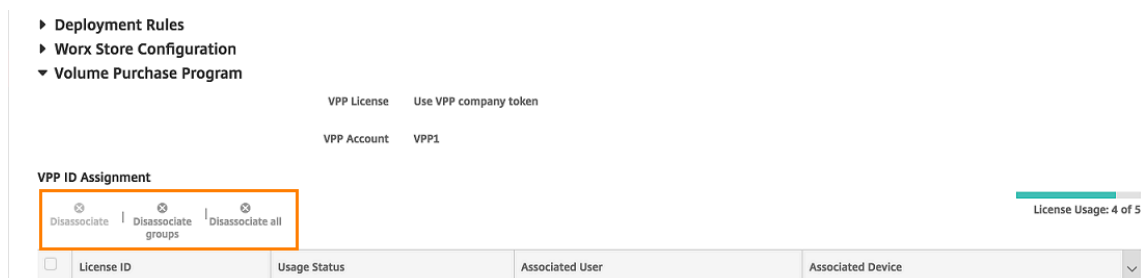 Deployment Rules
Worx Store Configuration
Volume Purchase Program
VPP License Use VPP company token
VPP Account VPP1
VPP ID Assignment
License Usage: 4 of 5
Disassociate | Disassociate groups | Disassociate all
License ID Usage Status Associated User Associated Device